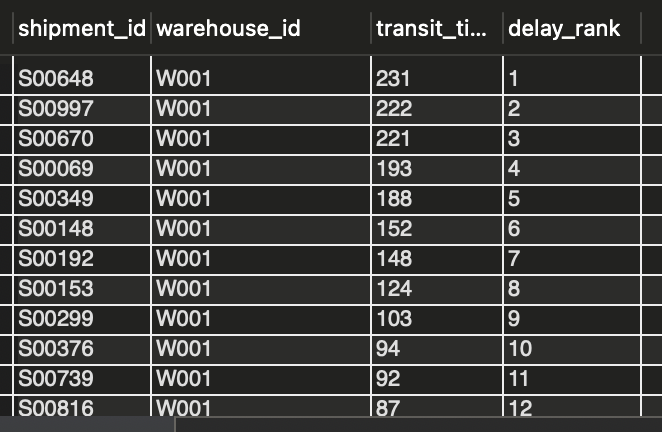 shipment_id warehouse_id transit_ti... delay_rank
S00648 W001 231 1
S00997 W001 222 2
S00670 W001 221 3
S00069 W001 193 4
S00349 W001 188 5
S00148 W001 152 6
S00192 W001 148 7
S00153 W001 124 8
S00299 W001 103 9
S00376 W001 94 10
S00739 W001 92 11
S00816 W001 87 12